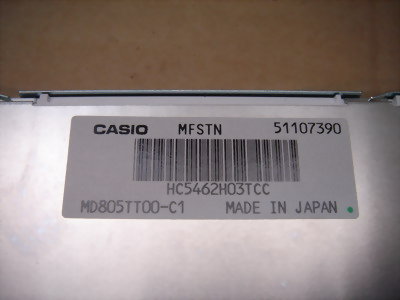 CASIO MFSTN 51107390
HC5462H03TCC
MD805TT00-C1 MADE IN JAPAN